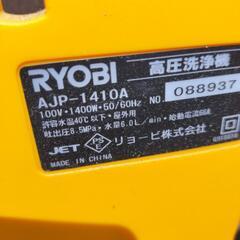 RYOBI 高圧洗浄機
AJP-1410A
100V・1400W・50/60Hz
許容水温40℃以下・屋外用
吐出圧8.5MPa・水量6.0L/min・始動電流66A
NO. 088937
JET PSE リョービ株式会社
MADE IN CHINA